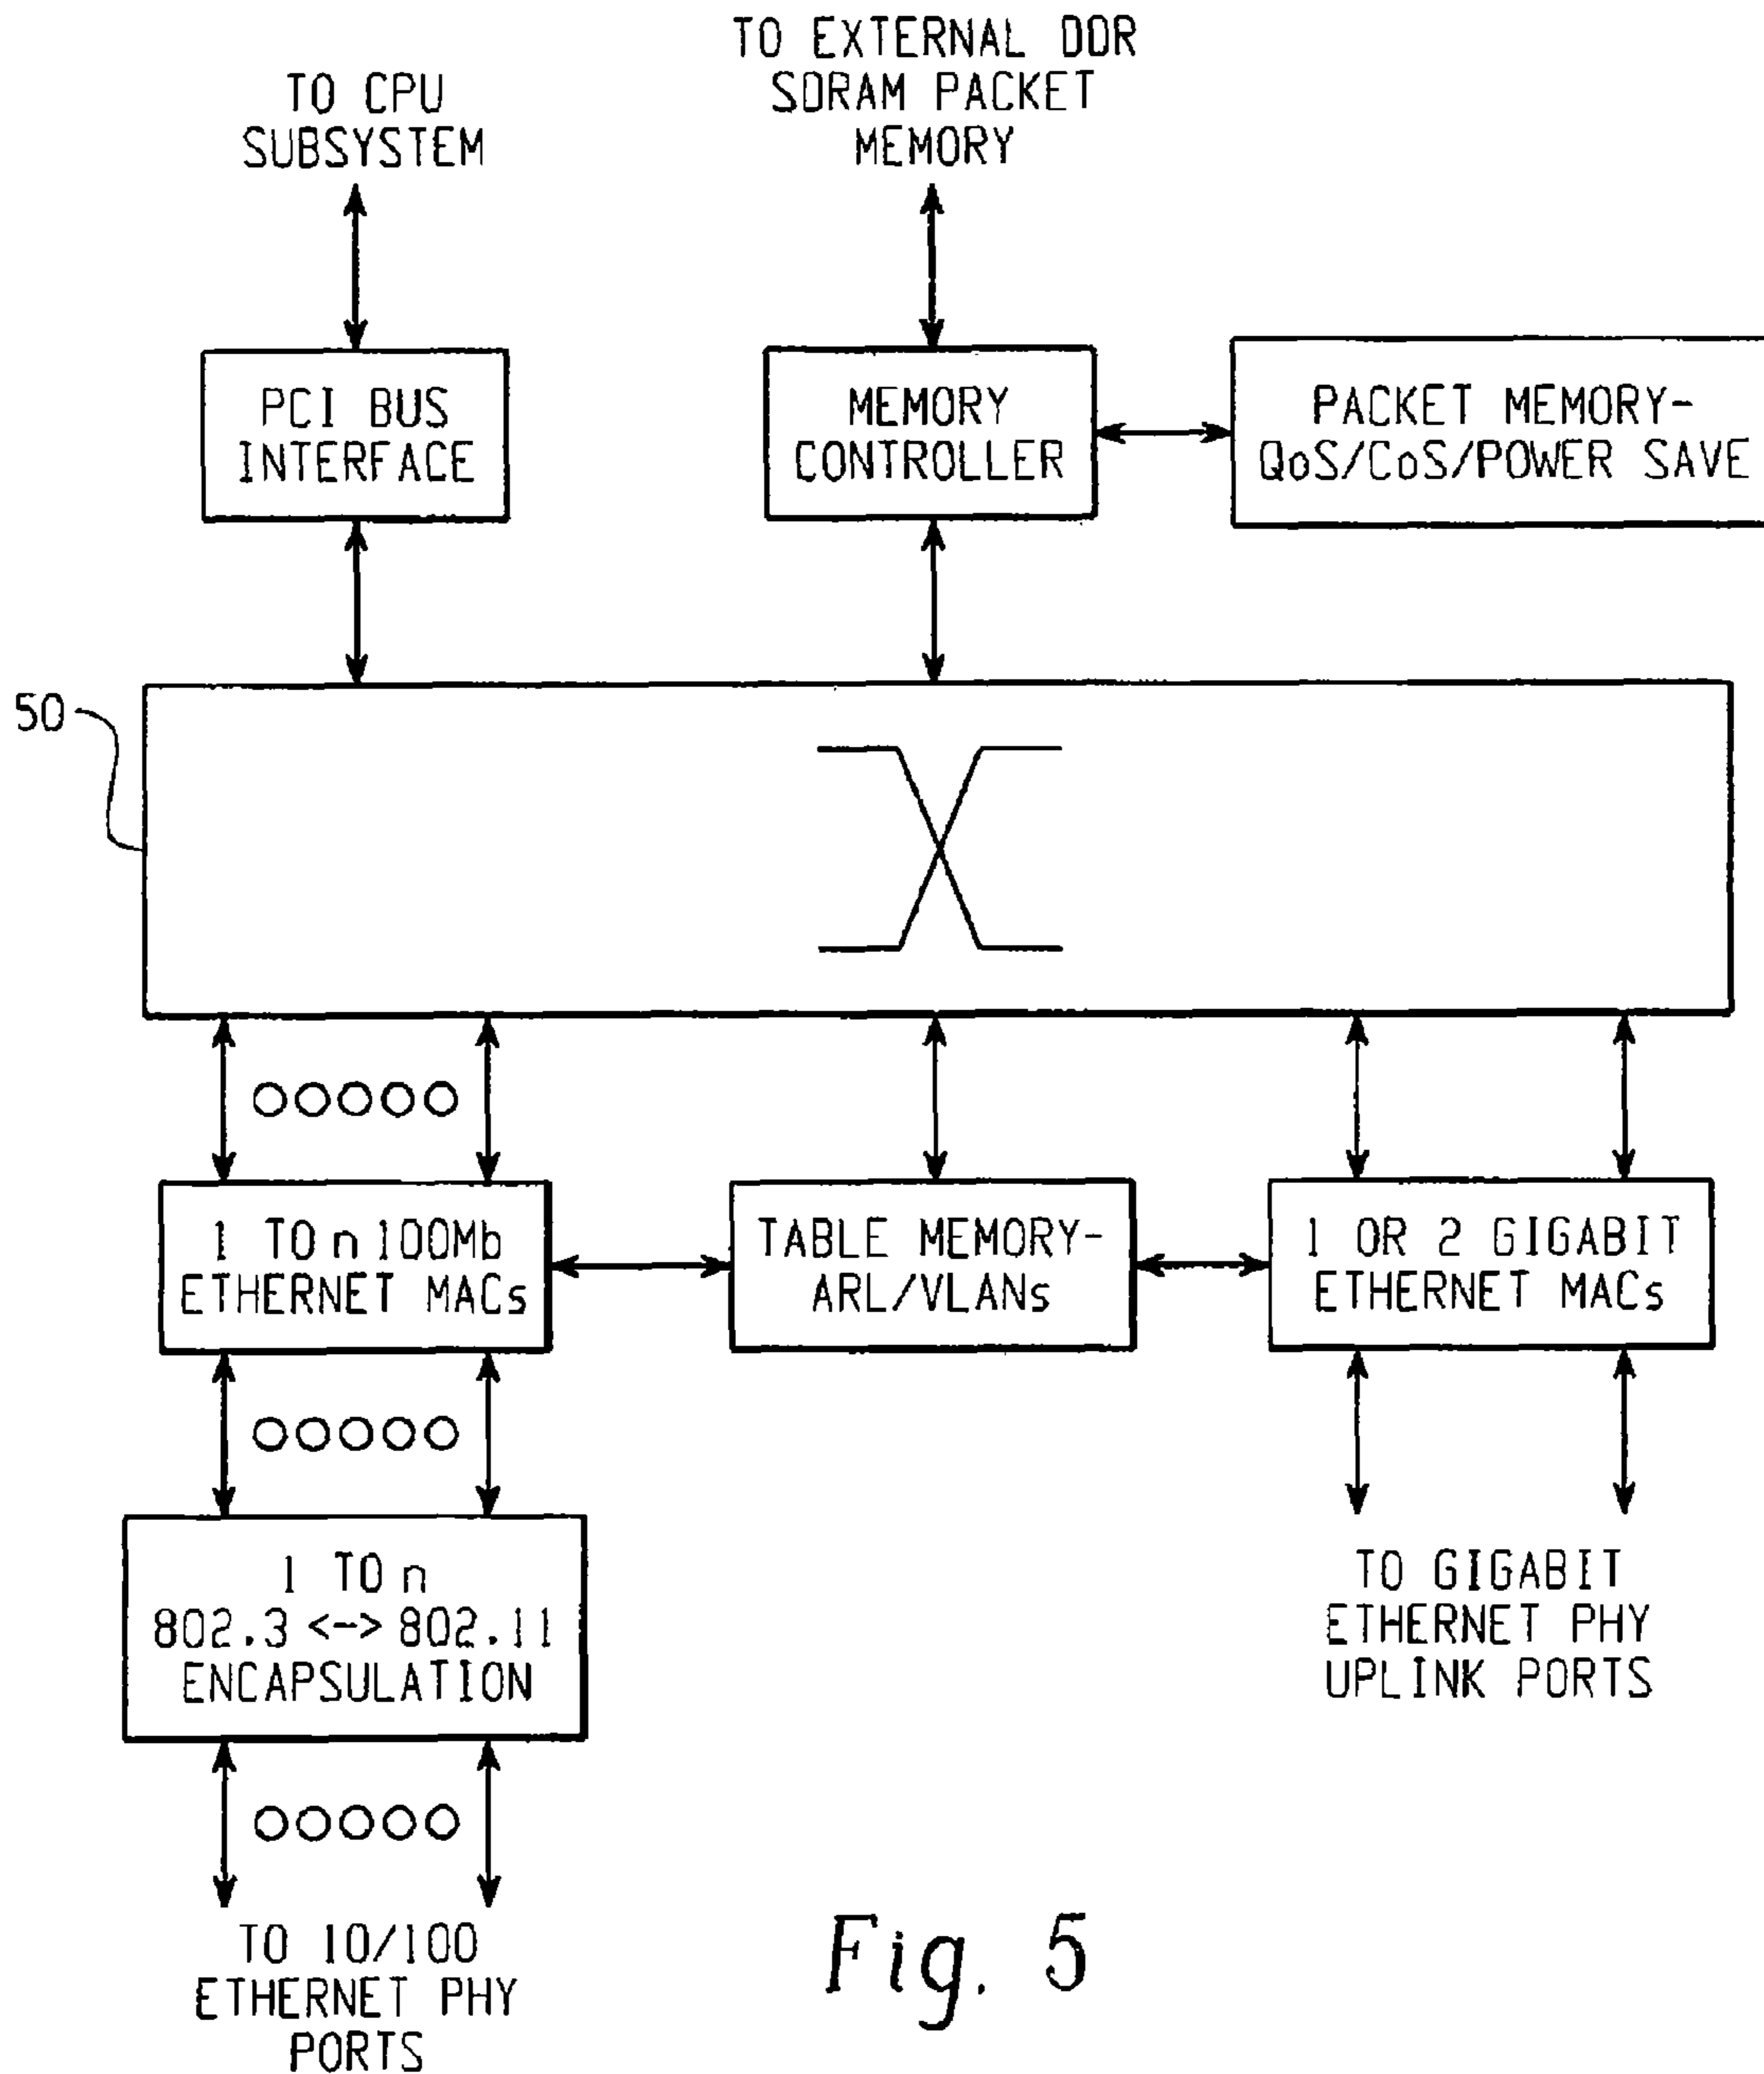 TO CPU
SUBSYSTEM
TO EXTERNAL DDR
SDRAM PACKET
MEMORY
PCI BUS
INTERFACE
MEMORY
CONTROLLER
PACKET MEMORY-
QoS/CoS/POWER SAVE
50
1 TO n 100Mb
ETHERNET MACs
TABLE MEMORY-
ARL/VLANs
1 OR 2 GIGABIT
ETHERNET MACs
1 TO n
802.3 <-> 802.11
ENCAPSULATION
TO GIGABIT
ETHERNET PHY
UPLINK PORTS
TO 10/100
ETHERNET PHY
PORTS
Fig. 5